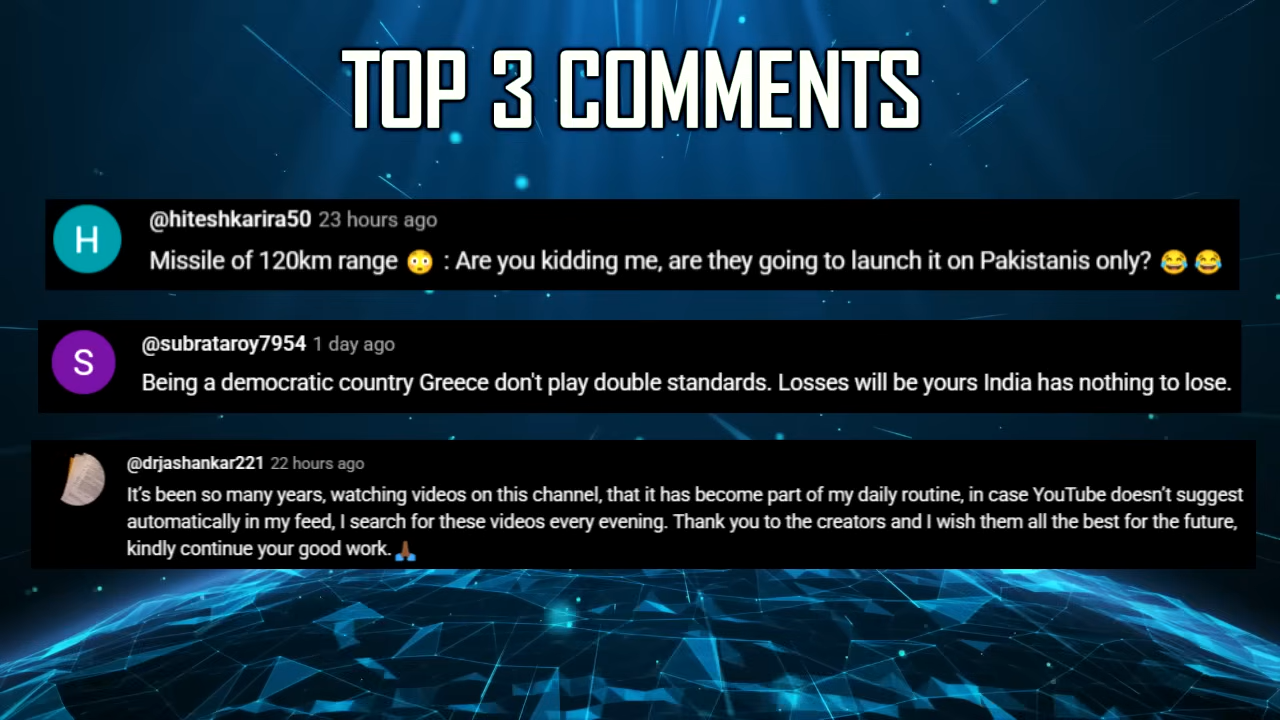 TOP 3 COMMENTS
H
@hiteshkarira50 23 hours ago
Missile of 120km range 😳 : Are you kidding me, are they going to launch it on Pakistanis only? 😂😂
S
@subrataroy7954 1 day ago
Being a democratic country Greece don't play double standards. Losses will be yours India has nothing to lose.
@drjashankar221 22 hours ago
It's been so many years, watching videos on this channel, that it has become part of my daily routine, in case YouTube doesn't suggest
automatically in my feed, I search for these videos every evening. Thank you to the creators and I wish them all the best for the future,
kindly continue your good work.🙏🏾